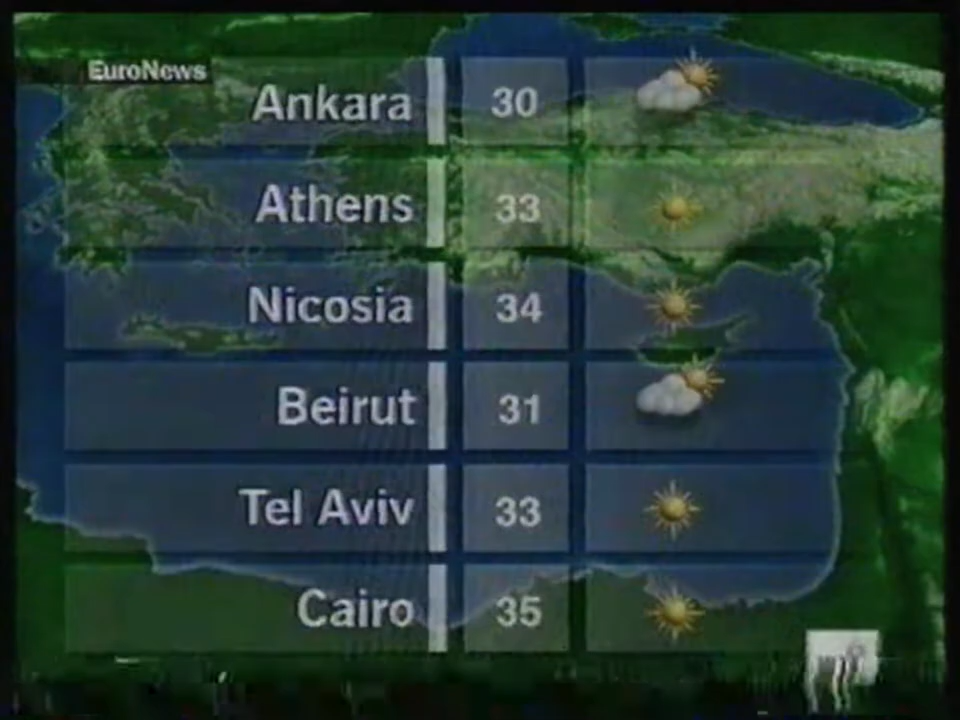 EuroNews
Ankara 30
Athens 33
Nicosia 34
Beirut 31
Tel Aviv 33
Cairo 35